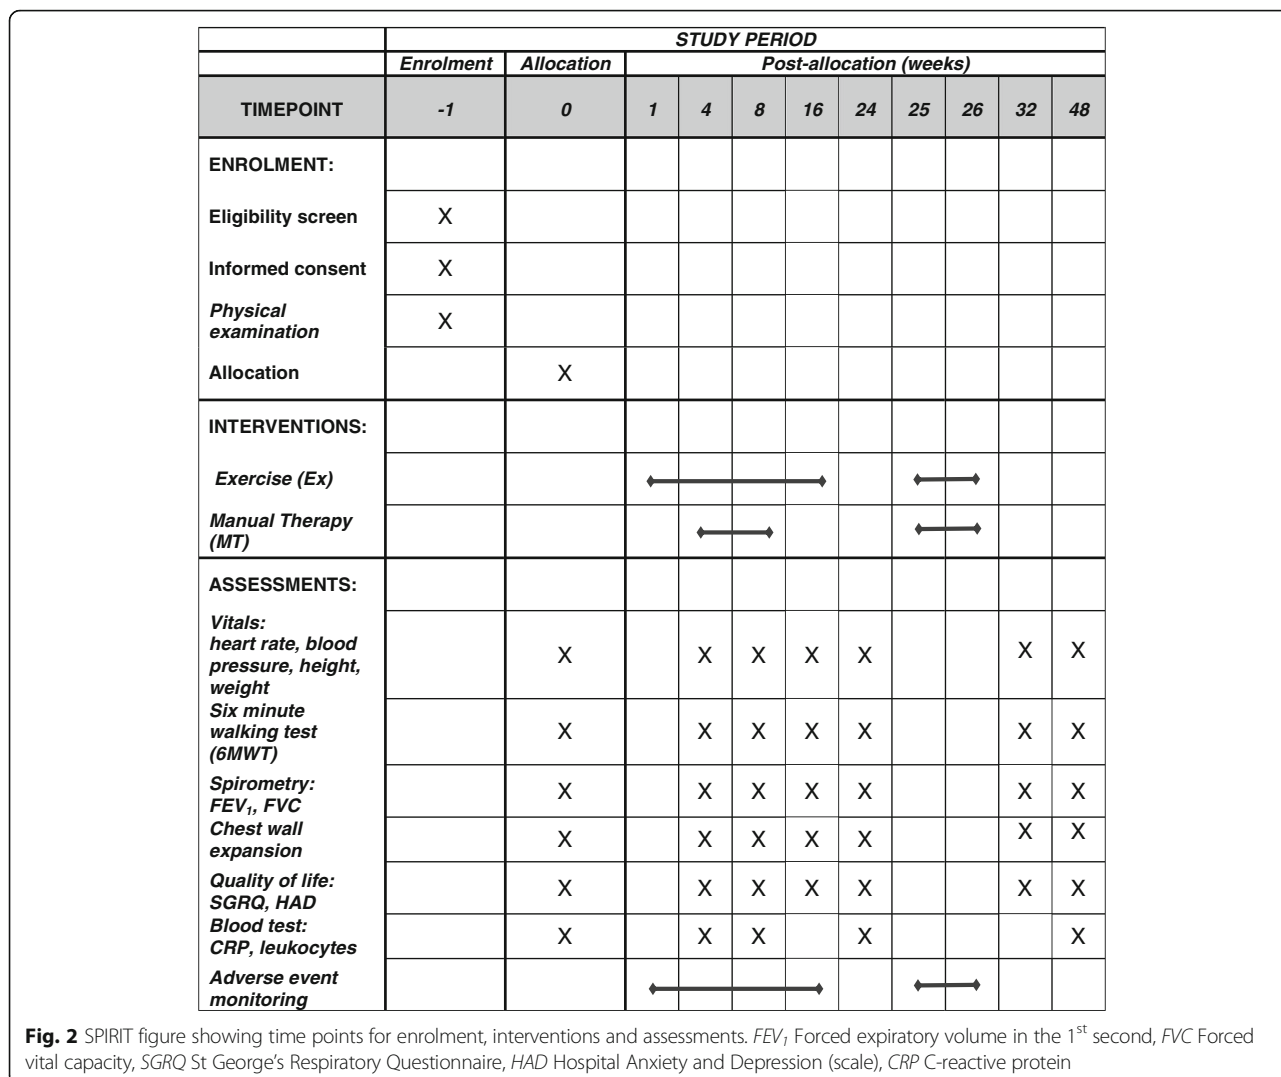 STUDY PERIOD
Enrolment Allocation Post-allocation (weeks)
TIMEPOINT -1 0 1 4 8 16 24 25 26 32 48
ENROLMENT:
Eligibility screen X
Informed consent X
Physical
examination X
Allocation X
INTERVENTIONS:
Exercise (Ex)
Manual Therapy
(MT)
ASSESSMENTS:
Vitals:
heart rate, blood
pressure, height,
weight X X X X X X X
Six minute
walking test
(6MWT) X X X X X X X
Spirometry:
FEV₁, FVC X X X X X X X
Chest wall
expansion X X X X X X X
Quality of life:
SGRQ, HAD X X X X X X X
Blood test:
CRP, leukocytes X X X X X
Adverse event
monitoring
Fig. 2 SPIRIT figure showing time points for enrolment, interventions and assessments. FEV₁ Forced expiratory volume in the 1st second, FVC Forced
vital capacity, SGRQ St George's Respiratory Questionnaire, HAD Hospital Anxiety and Depression (scale), CRP C-reactive protein